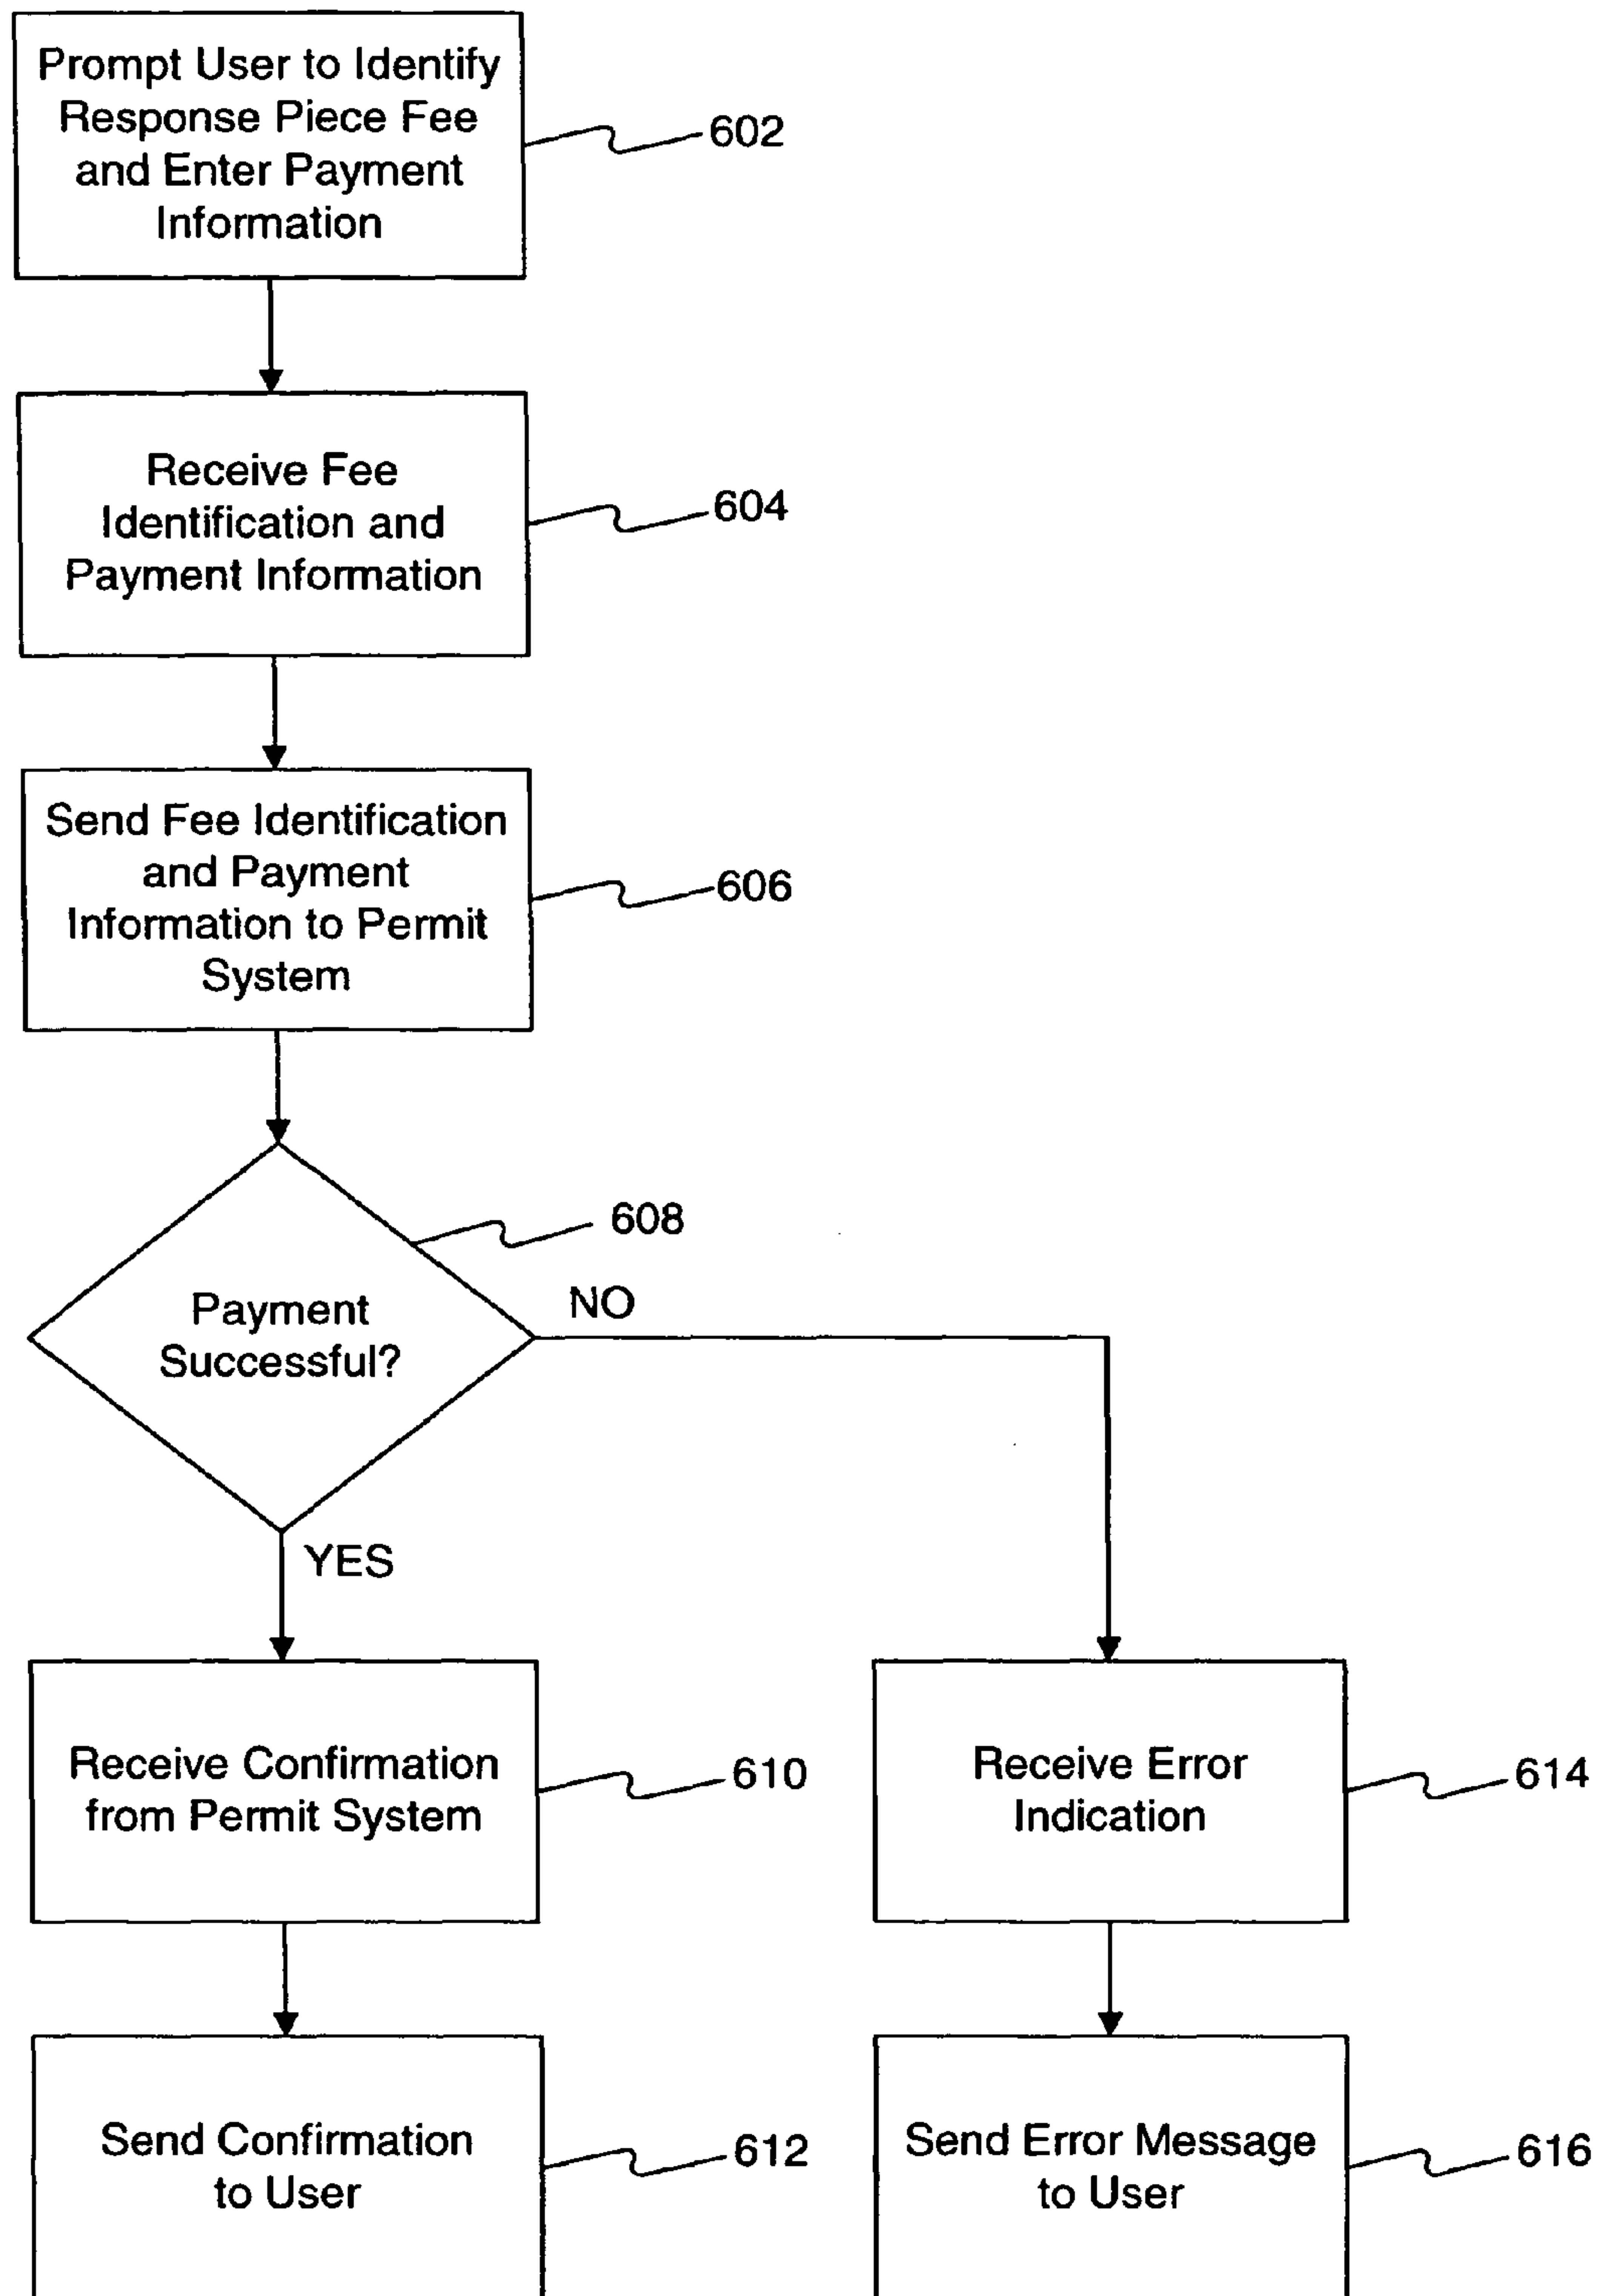 Prompt User to Identify
Response Piece Fee
and Enter Payment
Information
602
Receive Fee
Identification and
Payment Information
604
Send Fee Identification
and Payment
Information to Permit
System
606
608
Payment
Successful?
NO
YES
Receive Confirmation
from Permit System
610
Receive Error
Indication
614
Send Confirmation
to User
612
Send Error Message
to User
616